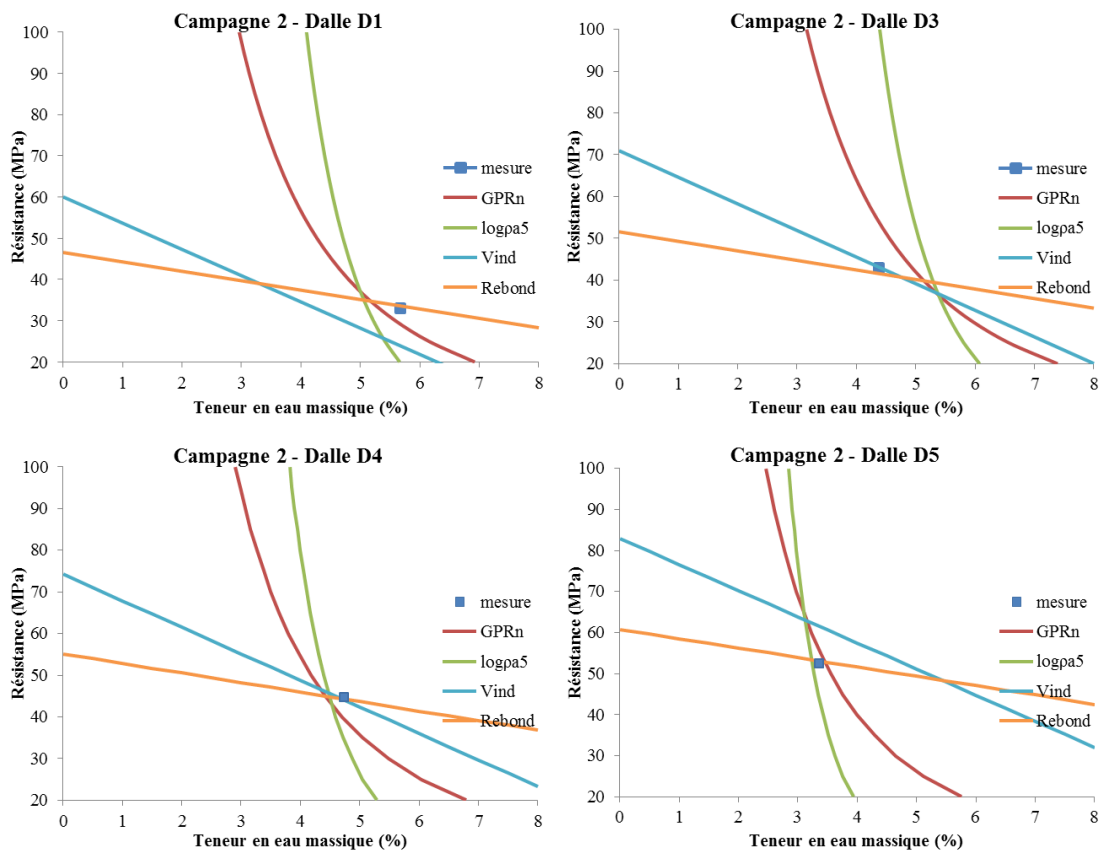 Campagne 2 - Dalle D1
Résistance (MPa)
100
90
80
70
60
50
40
30
20
0 1 2 3 4 5 6 7 8
Teneur en eau massique (%)
mesure
GPRn
logρa5
Vind
Rebond
Campagne 2 - Dalle D3
Résistance (MPa)
100
90
80
70
60
50
40
30
20
0 1 2 3 4 5 6 7 8
Teneur en eau massique (%)
mesure
GPRn
logρa5
Vind
Rebond
Campagne 2 - Dalle D4
Résistance (MPa)
100
90
80
70
60
50
40
30
20
0 1 2 3 4 5 6 7 8
Teneur en eau massique (%)
mesure
GPRn
logρa5
Vind
Rebond
Campagne 2 - Dalle D5
Résistance (MPa)
100
90
80
70
60
50
40
30
20
0 1 2 3 4 5 6 7 8
Teneur en eau massique (%)
mesure
GPRn
logρa5
Vind
Rebond